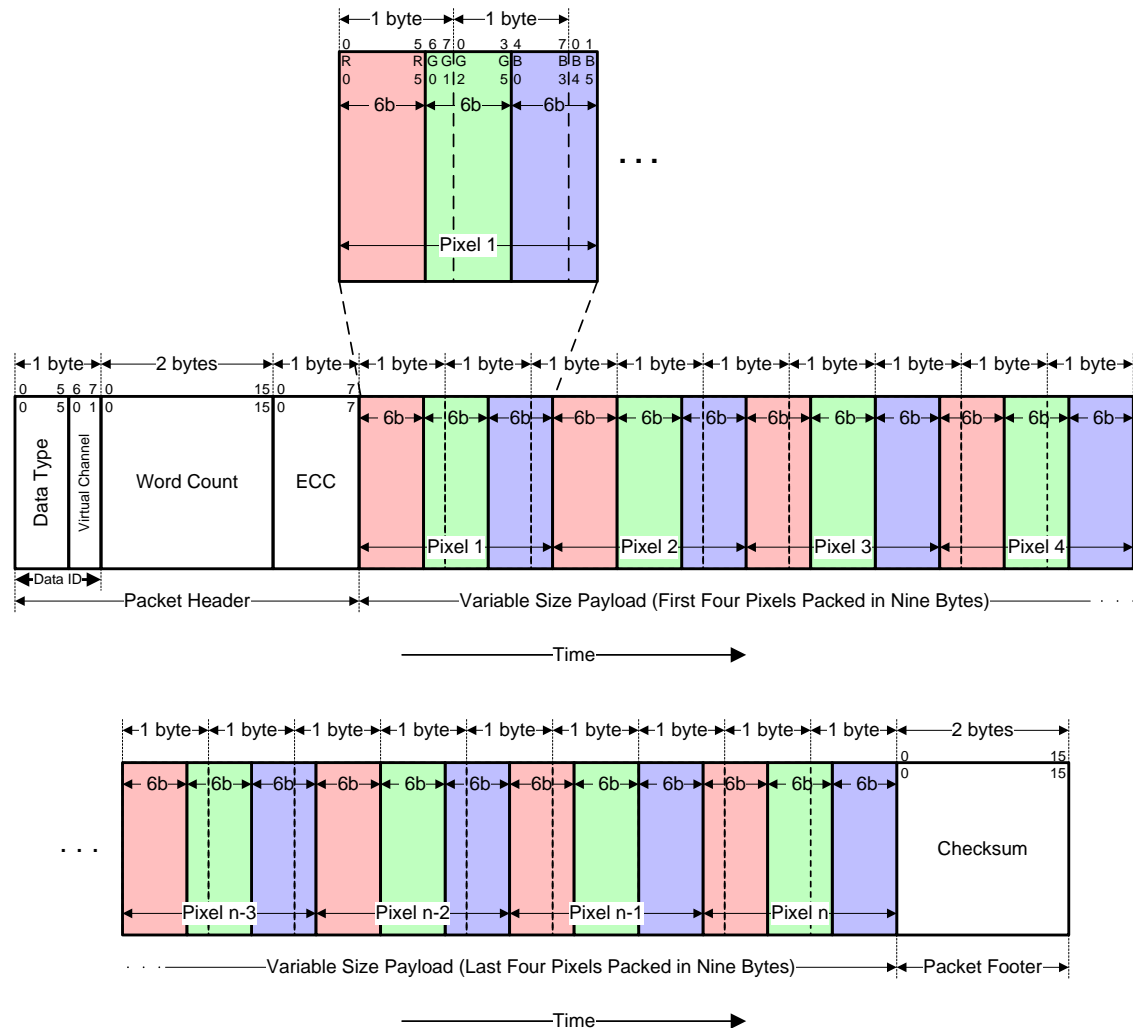 1 byte 1 byte
0 5 6 7 0 3 4 7 0 1
R R G G G G B B B B
0 5 0 1 2 5 0 3 4 5
6b 6b 6b
. . .
Pixel 1
1 byte 2 bytes 1 byte 1 byte 1 byte 1 byte 1 byte 1 byte 1 byte 1 byte 1 byte 1 byte
0 5 6 7 0 15 0 7
0 5 0 1 0 15 0 7
6b 6b 6b 6b 6b 6b 6b 6b 6b 6b 6b 6b
Data Type
Virtual Channel
Word Count
ECC
Pixel 1 Pixel 2 Pixel 3 Pixel 4
Data ID
Packet Header Variable Size Payload (First Four Pixels Packed in Nine Bytes) . . .
Time
1 byte 1 byte 1 byte 1 byte 1 byte 1 byte 1 byte 1 byte 1 byte 2 bytes
0 15
0 15
6b 6b 6b 6b 6b 6b 6b 6b 6b 6b 6b 6b
. . .
Checksum
Pixel n-3 Pixel n-2 Pixel n-1 Pixel n
. . . Variable Size Payload (Last Four Pixels Packed in Nine Bytes) Packet Footer
Time